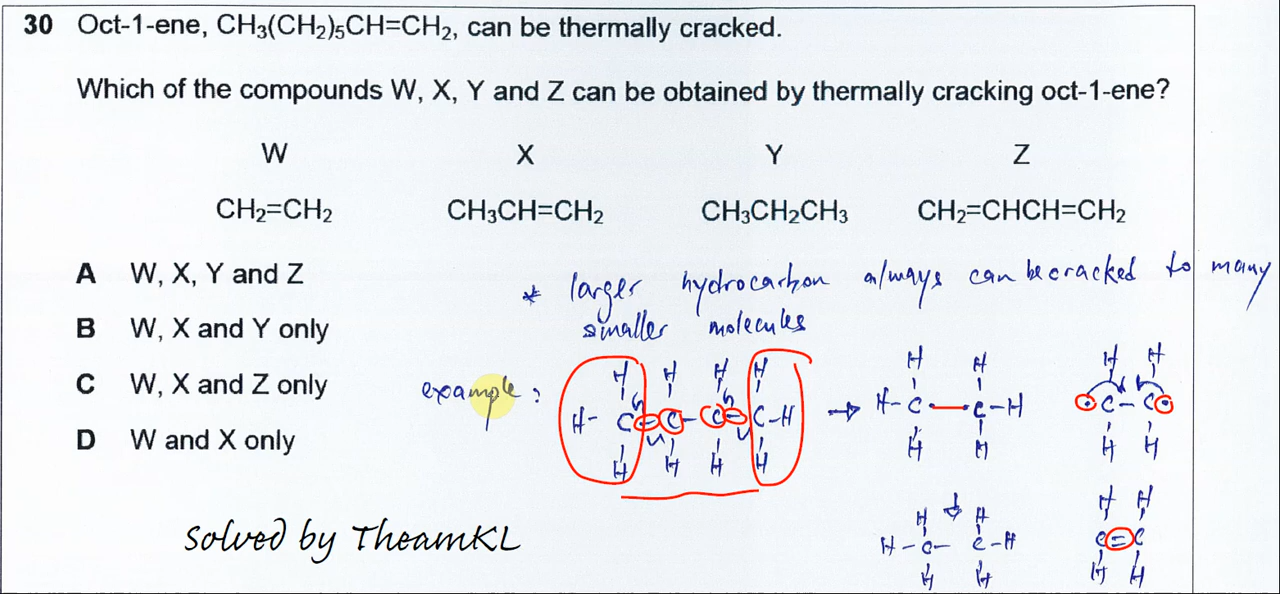 30 Oct-1-ene, CH₃(CH₂)₅CH=CH₂, can be thermally cracked.
Which of the compounds W, X, Y and Z can be obtained by thermally cracking oct-1-ene?
W X Y Z
CH₂=CH₂ CH₃CH=CH₂ CH₃CH₂CH₃ CH₂=CHCH=CH₂
A W, X, Y and Z
B W, X and Y only
C W, X and Z only
D W and X only
* larger hydrocarbon always can be cracked to many
smaller molecules
example:
H H H H
H- C C - C C -H
H H H H
H H
H-C-C-H
H H
H H
C-C
H H
H H
H-C- C-H
H H
H H
C=C
H H
Solved by TheamKL